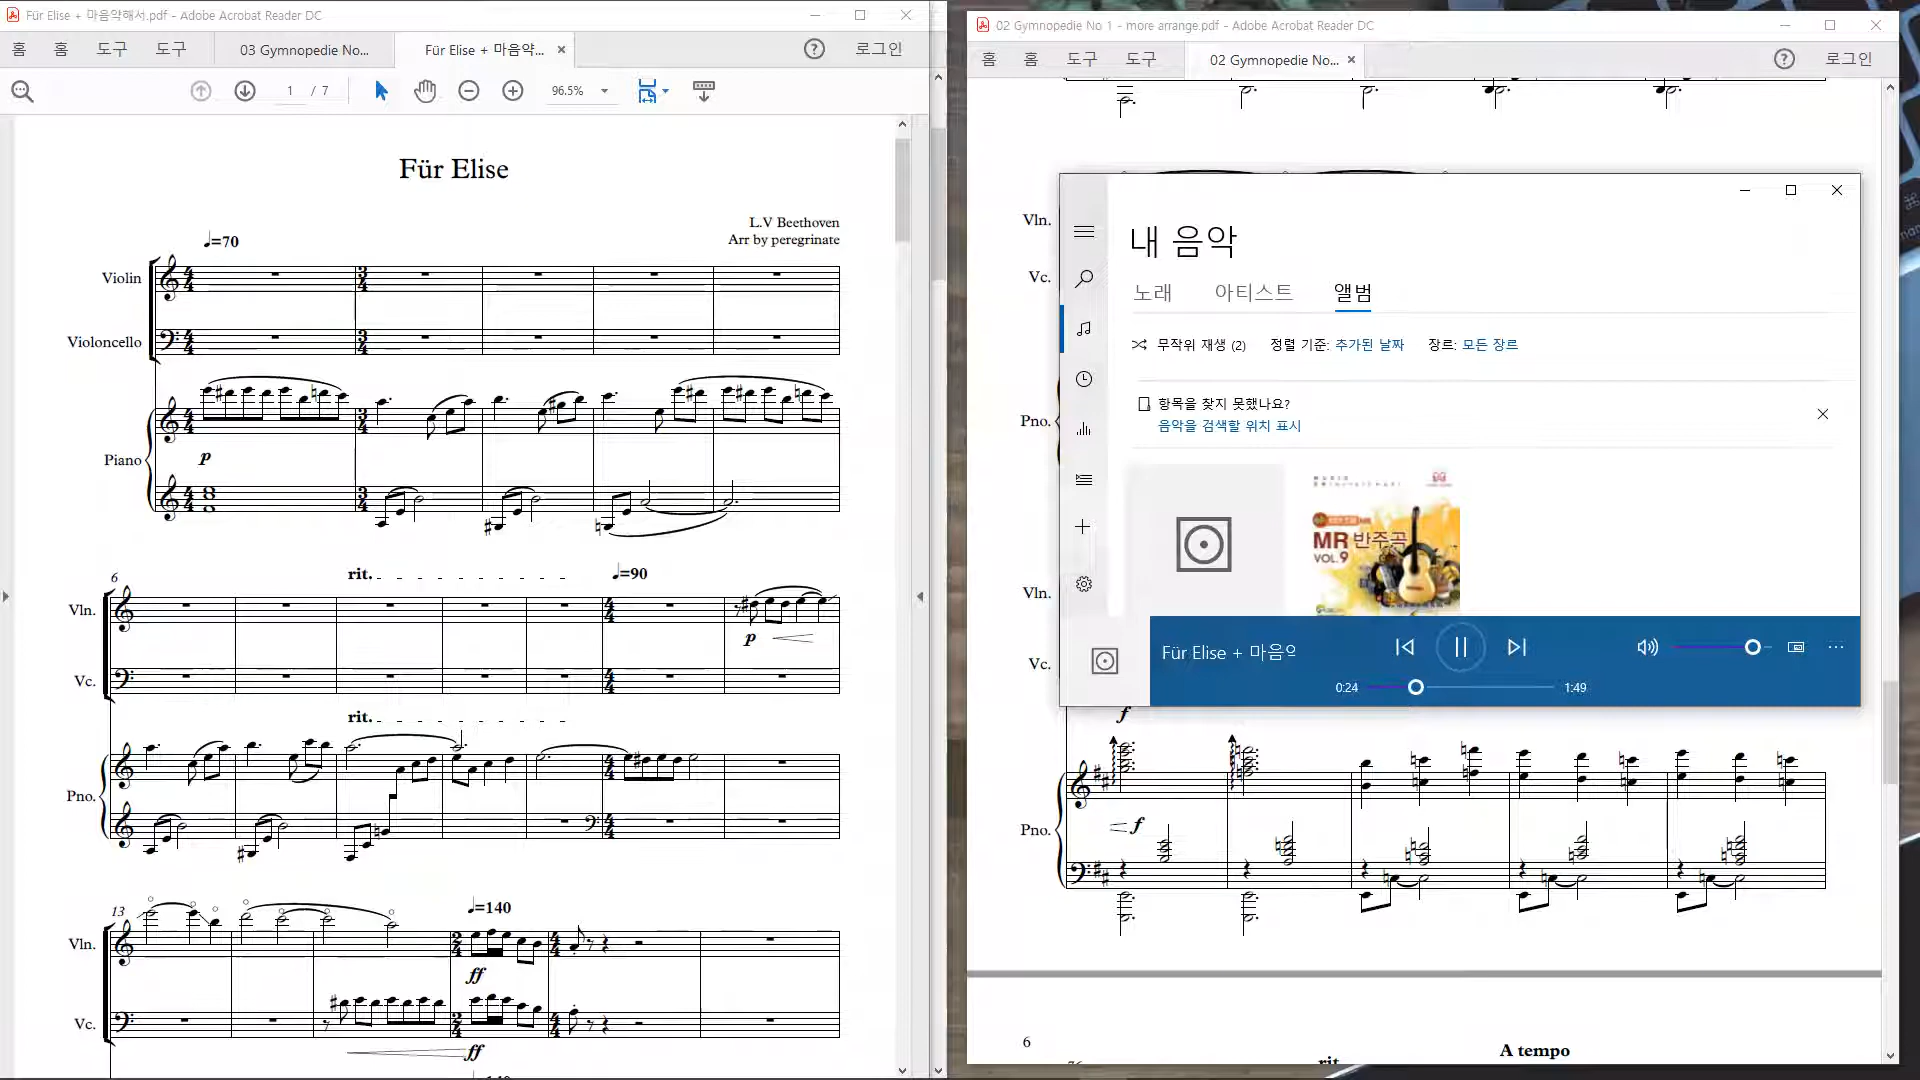 Für Elise + 마음약해서.pdf - Adobe Acrobat Reader DC
홈 홈 도구 도구 03 Gymnopedie No... Für Elise + 마음약... × ? 로그인
1 / 7 96.5%
Für Elise
L.V Beethoven
Arr by peregrinate
♩=70
Violin
Violoncello
Piano
p
6
rit.
♩=90
Vln.
p
Vc.
rit.
Pno.
13
♩=140
Vln.
ff
Vc.
ff
02 Gymnopedie No 1 - more arrange.pdf - Adobe Acrobat Reader DC
홈 홈 도구 도구 02 Gymnopedie No... × ? 로그인
Vln.
Vc.
Pno.
Vln.
Vc.
f
Pno.
f
6
rit.
A tempo
내 음악
노래 아티스트 앨범
무작위 재생 (2) 정렬 기준: 추가된 날짜 장르: 모든 장르
항목을 찾지 못했나요?
음악을 검색할 위치 표시
MR 반주곡
VOL.9
Für Elise + 마음으
0:24 1:49